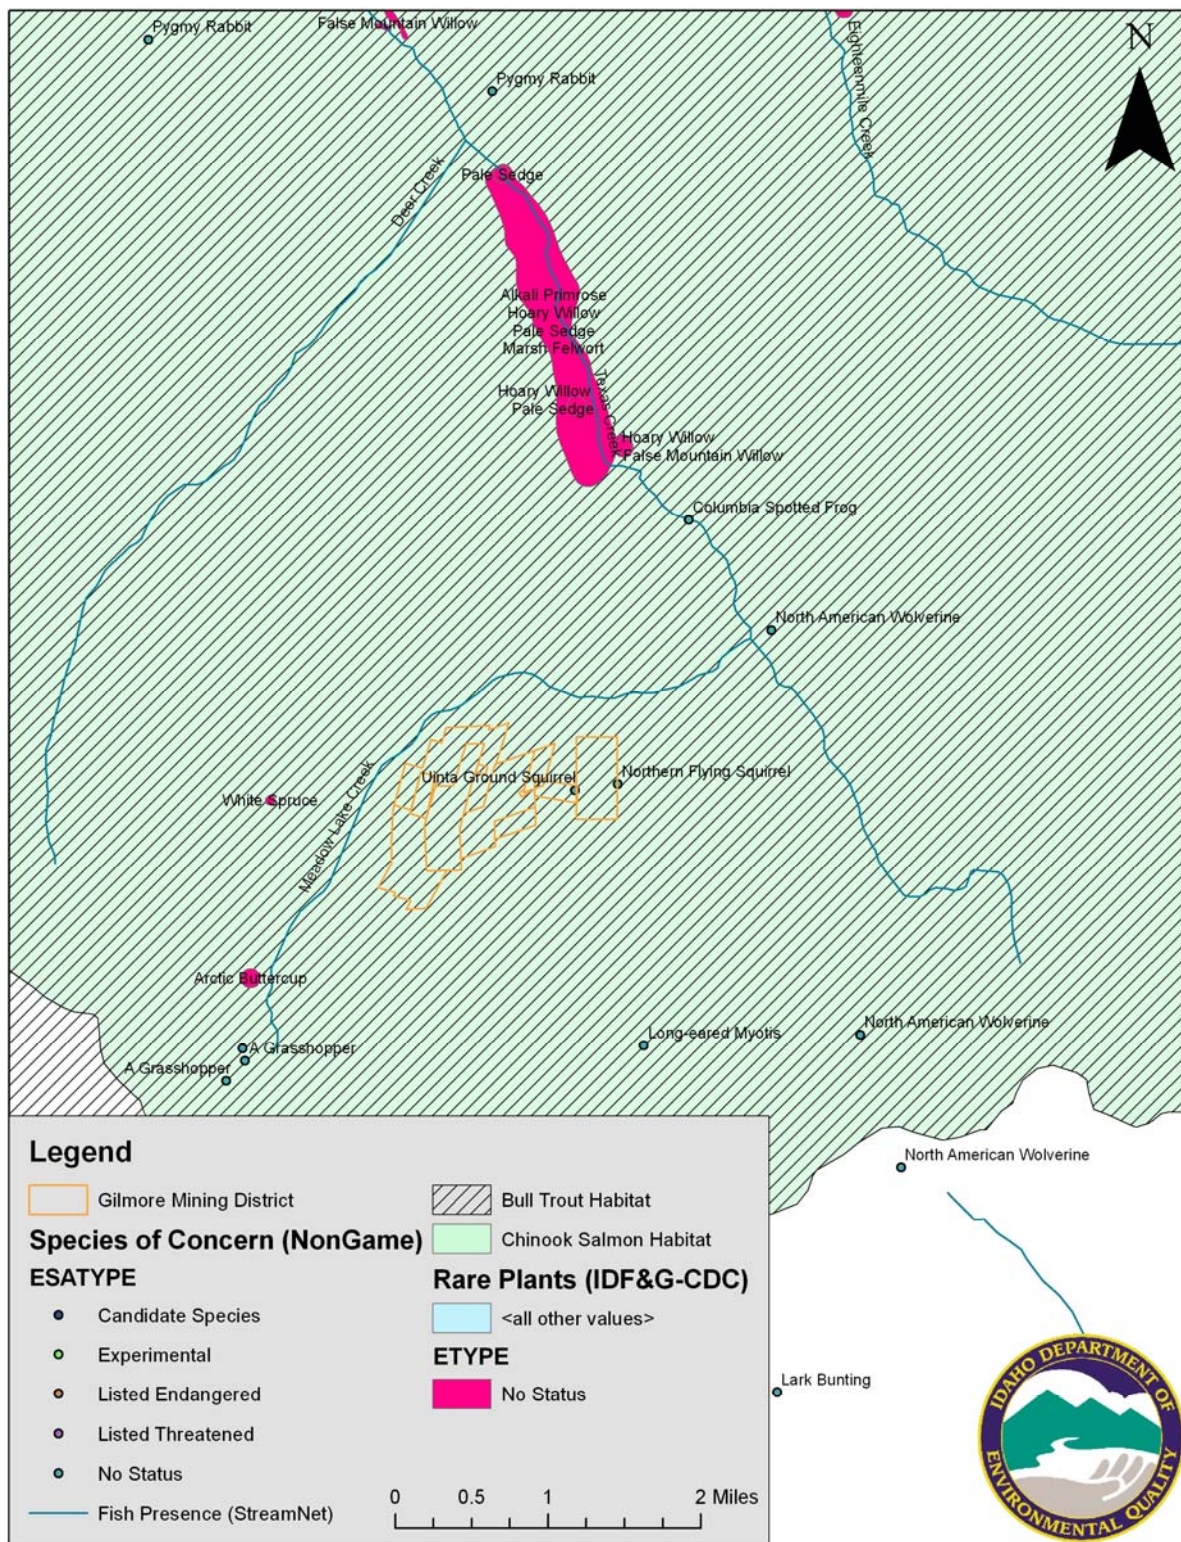 Pygmy Rabbit
False Mountain Willow
Eighteenmile Creek
N
Pygmy Rabbit
Deer Creek
Pale Sedge
Alkali Primrose
Hoary Willow
Pale Sedge
Marsh Felwort
Texas Creek
Hoary Willow
Pale Sedge
Hoary Willow
False Mountain Willow
Columbia Spotted Frog
North American Wolverine
Uinta Ground Squirrel
Northern Flying Squirrel
White Spruce
Meadow Lake Creek
Arctic Buttercup
A Grasshopper
A Grasshopper
Long-eared Myotis
North American Wolverine
North American Wolverine
Lark Bunting
Legend
Gilmore Mining District
Species of Concern (NonGame)
ESATYPE
Candidate Species
Experimental
Listed Endangered
Listed Threatened
No Status
Fish Presence (StreamNet)
Bull Trout Habitat
Chinook Salmon Habitat
Rare Plants (IDF&G-CDC)
<all other values>
ETYPE
No Status
0 0.5 1 2 Miles
IDAHO DEPARTMENT OF
ENVIRONMENTAL QUALITY